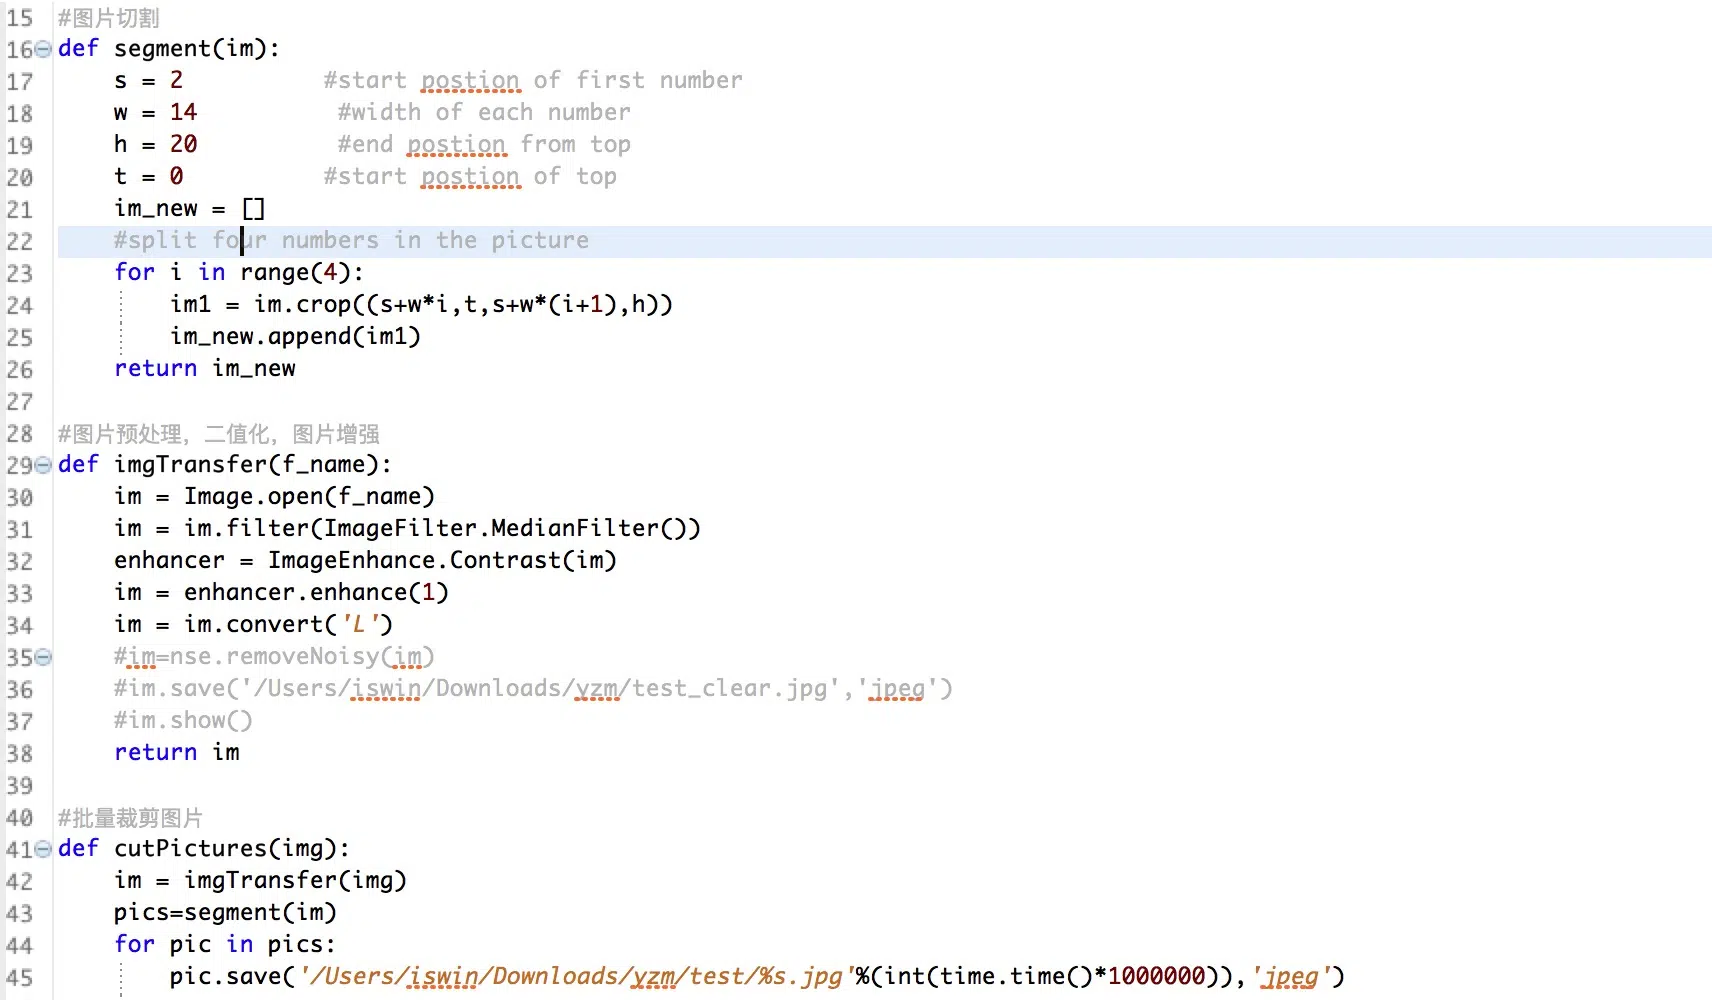 15 #图片切割
16 def segment(im):
17     s = 2          #start postion of first number
18     w = 14          #width of each number
19     h = 20          #end postion from top
20     t = 0          #start postion of top
21     im_new = []
22     #split four numbers in the picture
23     for i in range(4):
24         im1 = im.crop((s+w*i,t,s+w*(i+1),h))
25         im_new.append(im1)
26     return im_new
27
28 #图片预处理，二值化，图片增强
29 def imgTransfer(f_name):
30     im = Image.open(f_name)
31     im = im.filter(ImageFilter.MedianFilter())
32     enhancer = ImageEnhance.Contrast(im)
33     im = enhancer.enhance(1)
34     im = im.convert('L')
35     #im=nse.removeNoisy(im)
36     #im.save('/Users/iswin/Downloads/yzm/test_clear.jpg','jpeg')
37     #im.show()
38     return im
39
40 #批量裁剪图片
41 def cutPictures(img):
42     im = imgTransfer(img)
43     pics=segment(im)
44     for pic in pics:
45         pic.save('/Users/iswin/Downloads/yzm/test/%s.jpg'%(int(time.time()*1000000)),'jpeg')